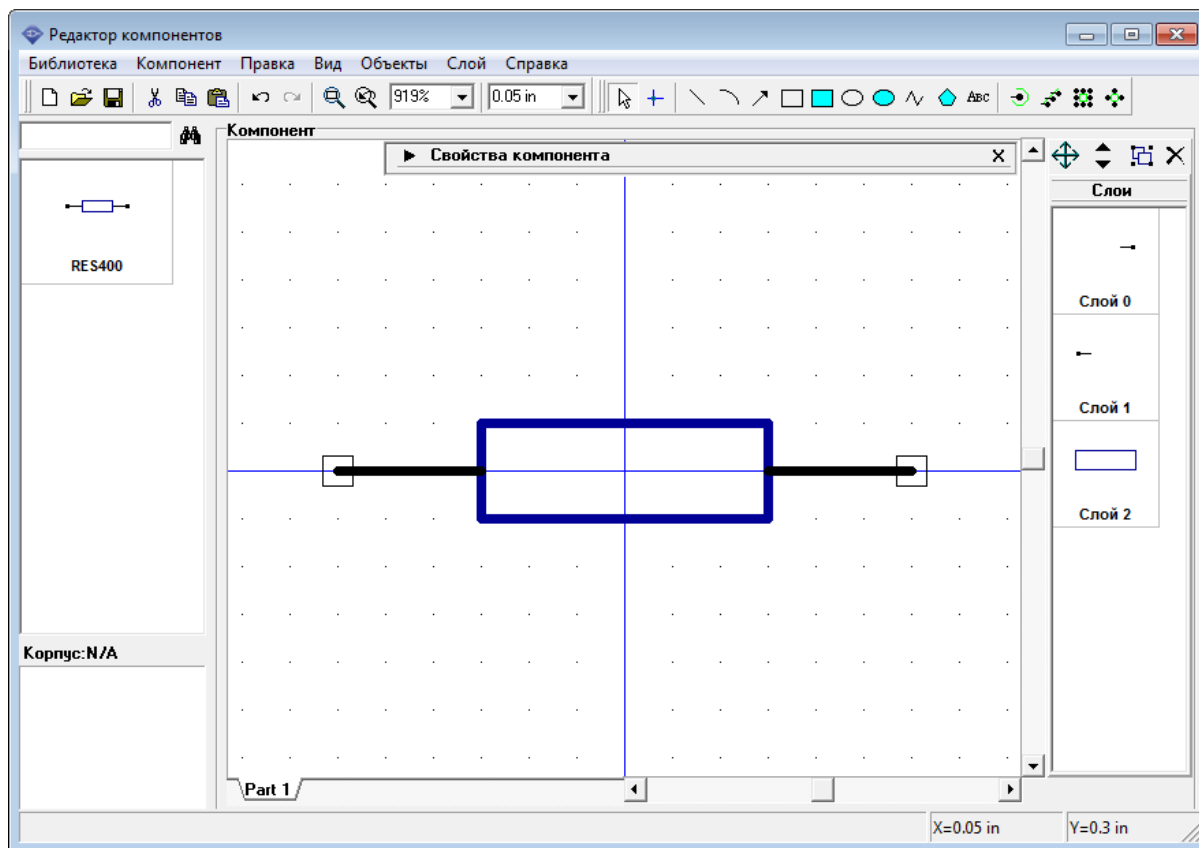 Редактор компонентов
Библиотека Компонент Правка Вид Объекты Слой Справка
919% 0.05 in ABC
Компонент
Свойства компонента X
Слои
RES400
Слой 0
Слой 1
Слой 2
Корпус:N/A
Part 1
X=0.05 in Y=0.3 in